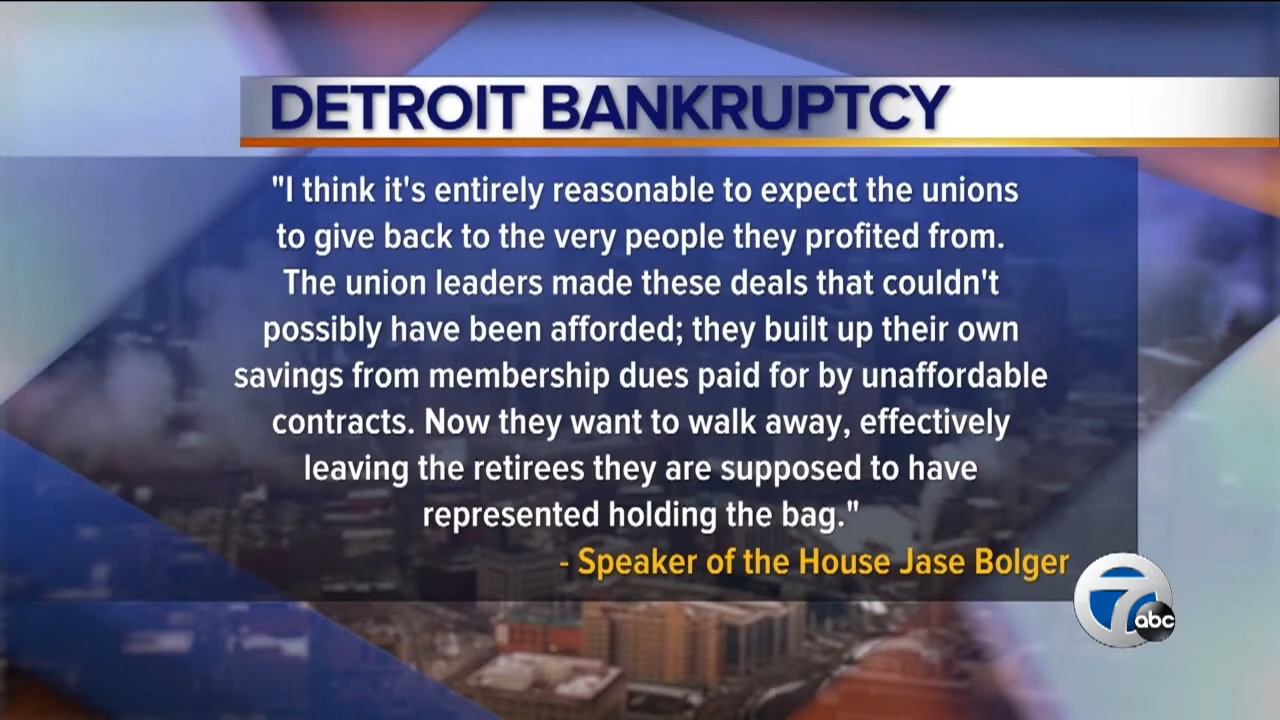 DETROIT BANKRUPTCY
"I think it's entirely reasonable to expect the unions
to give back to the very people they profited from.
The union leaders made these deals that couldn't
possibly have been afforded; they built up their own
savings from membership dues paid for by unaffordable
contracts. Now they want to walk away, effectively
leaving the retirees they are supposed to have
represented holding the bag."
- Speaker of the House Jase Bolger
7
abc